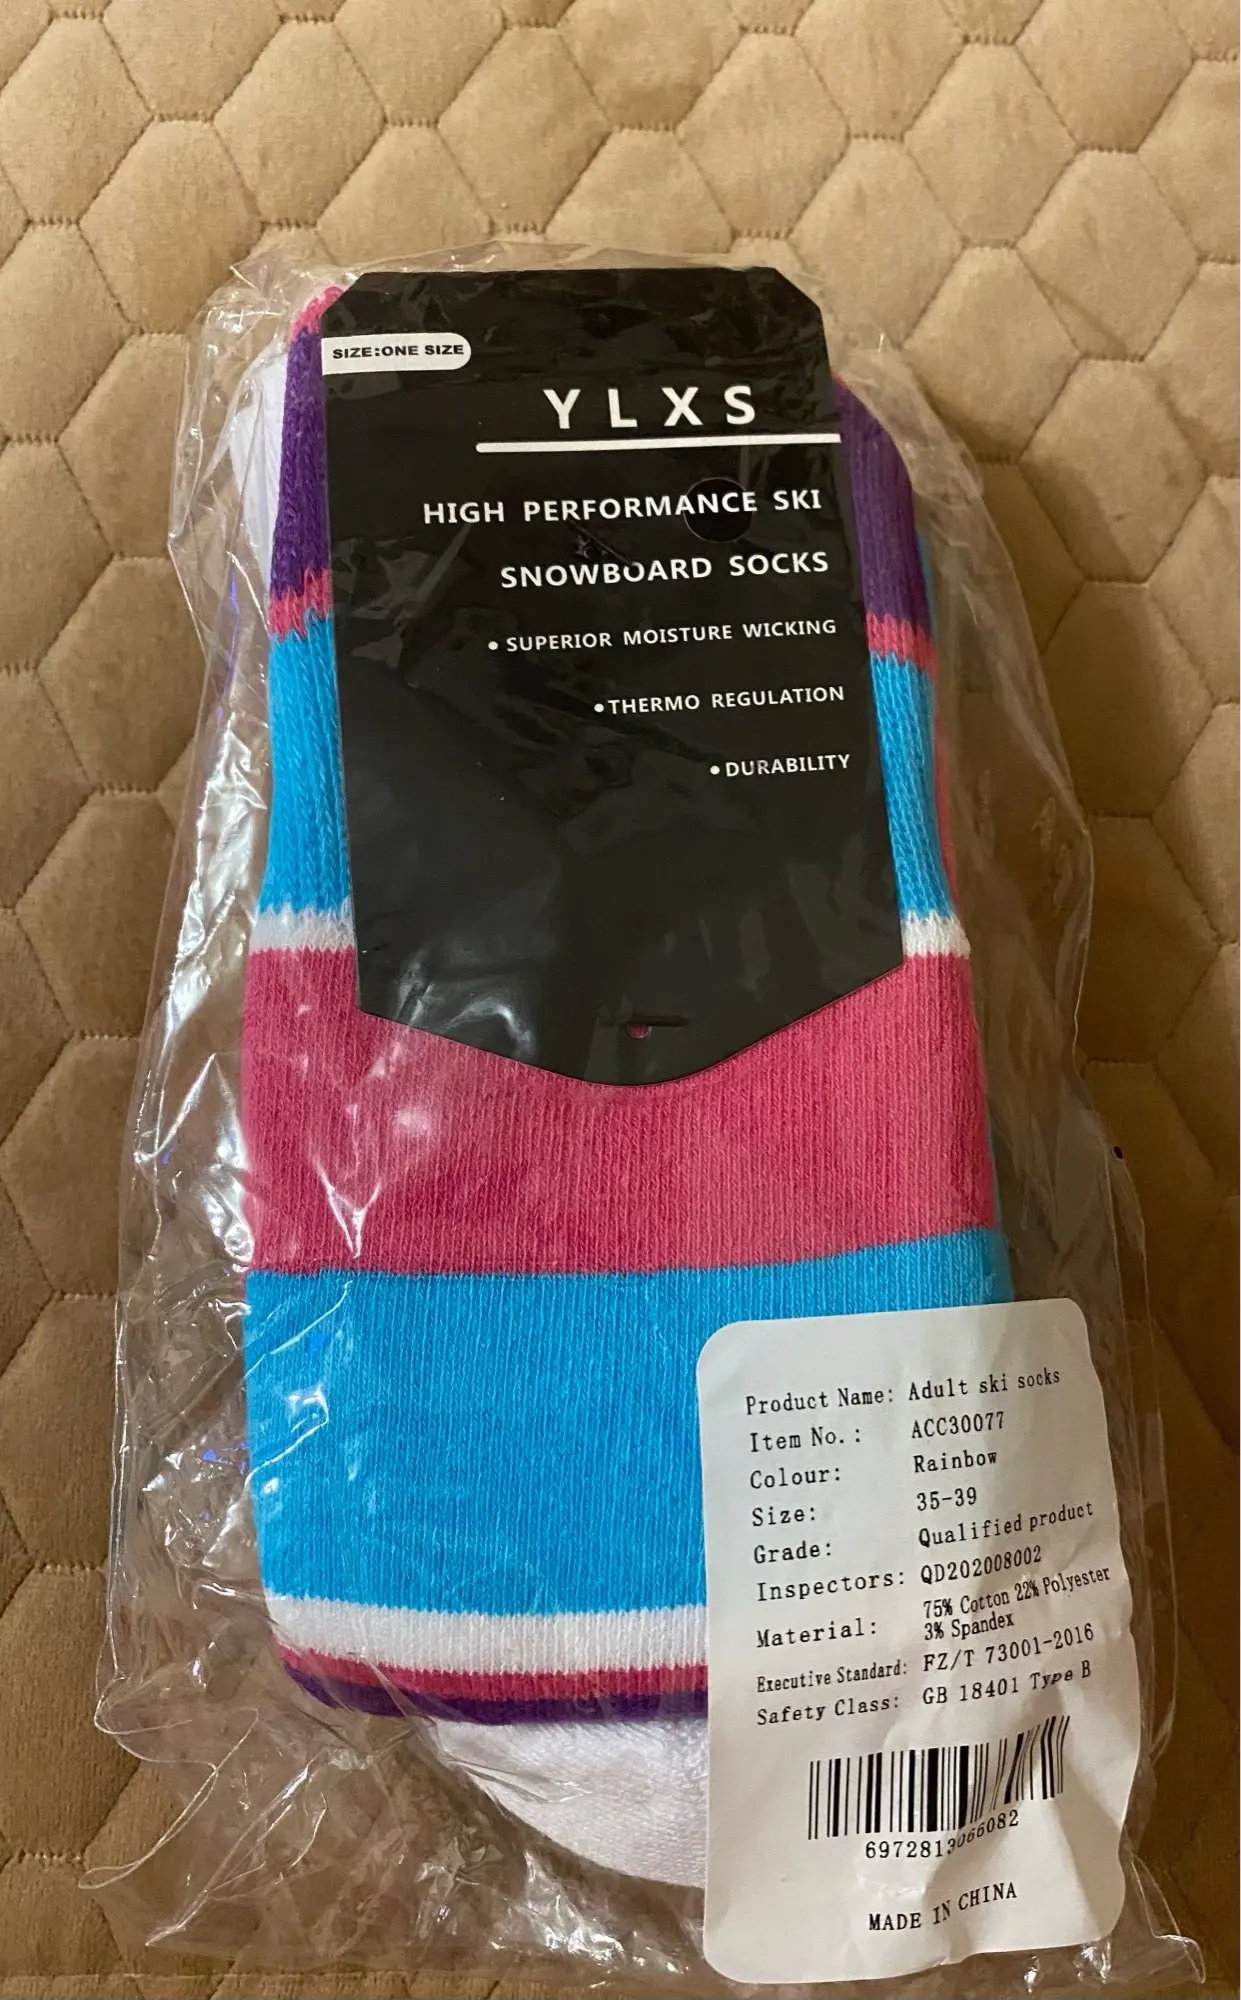 SIZE:ONE SIZE
YLXS
HIGH PERFORMANCE SKI
SNOWBOARD SOCKS
• SUPERIOR MOISTURE WICKING
• THERMO REGULATION
• DURABILITY
Product Name: Adult ski socks
Item No.: ACC30077
Colour: Rainbow
Size: 35-39
Grade: Qualified product
Inspectors: QD202008002
Material: 75% Cotton 22% Polyester
3% Spandex
Executive Standard: FZ/T 73001-2016
Safety Class: GB 18401 Type B
6972813066082
MADE IN CHINA